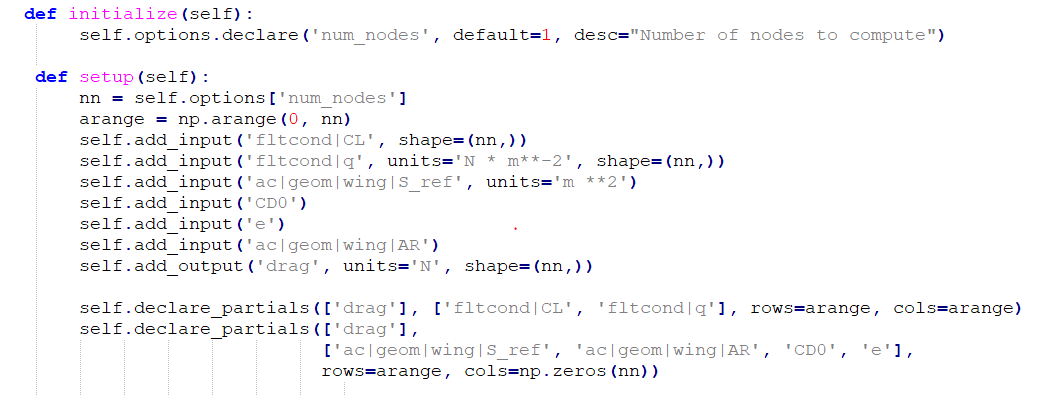 def initialize(self):
self.options.declare('num_nodes', default=1, desc="Number of nodes to compute")
def setup(self):
nn = self.options['num_nodes']
arange = np.arange(0, nn)
self.add_input('fltcond|CL', shape=(nn,))
self.add_input('fltcond|q', units='N * m**-2', shape=(nn,))
self.add_input('ac|geom|wing|S_ref', units='m **2')
self.add_input('CD0')
self.add_input('e')
self.add_input('ac|geom|wing|AR')
self.add_output('drag', units='N', shape=(nn,))
self.declare_partials(['drag'], ['fltcond|CL', 'fltcond|q'], rows=arange, cols=arange)
self.declare_partials(['drag'],
['ac|geom|wing|S_ref', 'ac|geom|wing|AR', 'CD0', 'e'],
rows=arange, cols=np.zeros(nn))